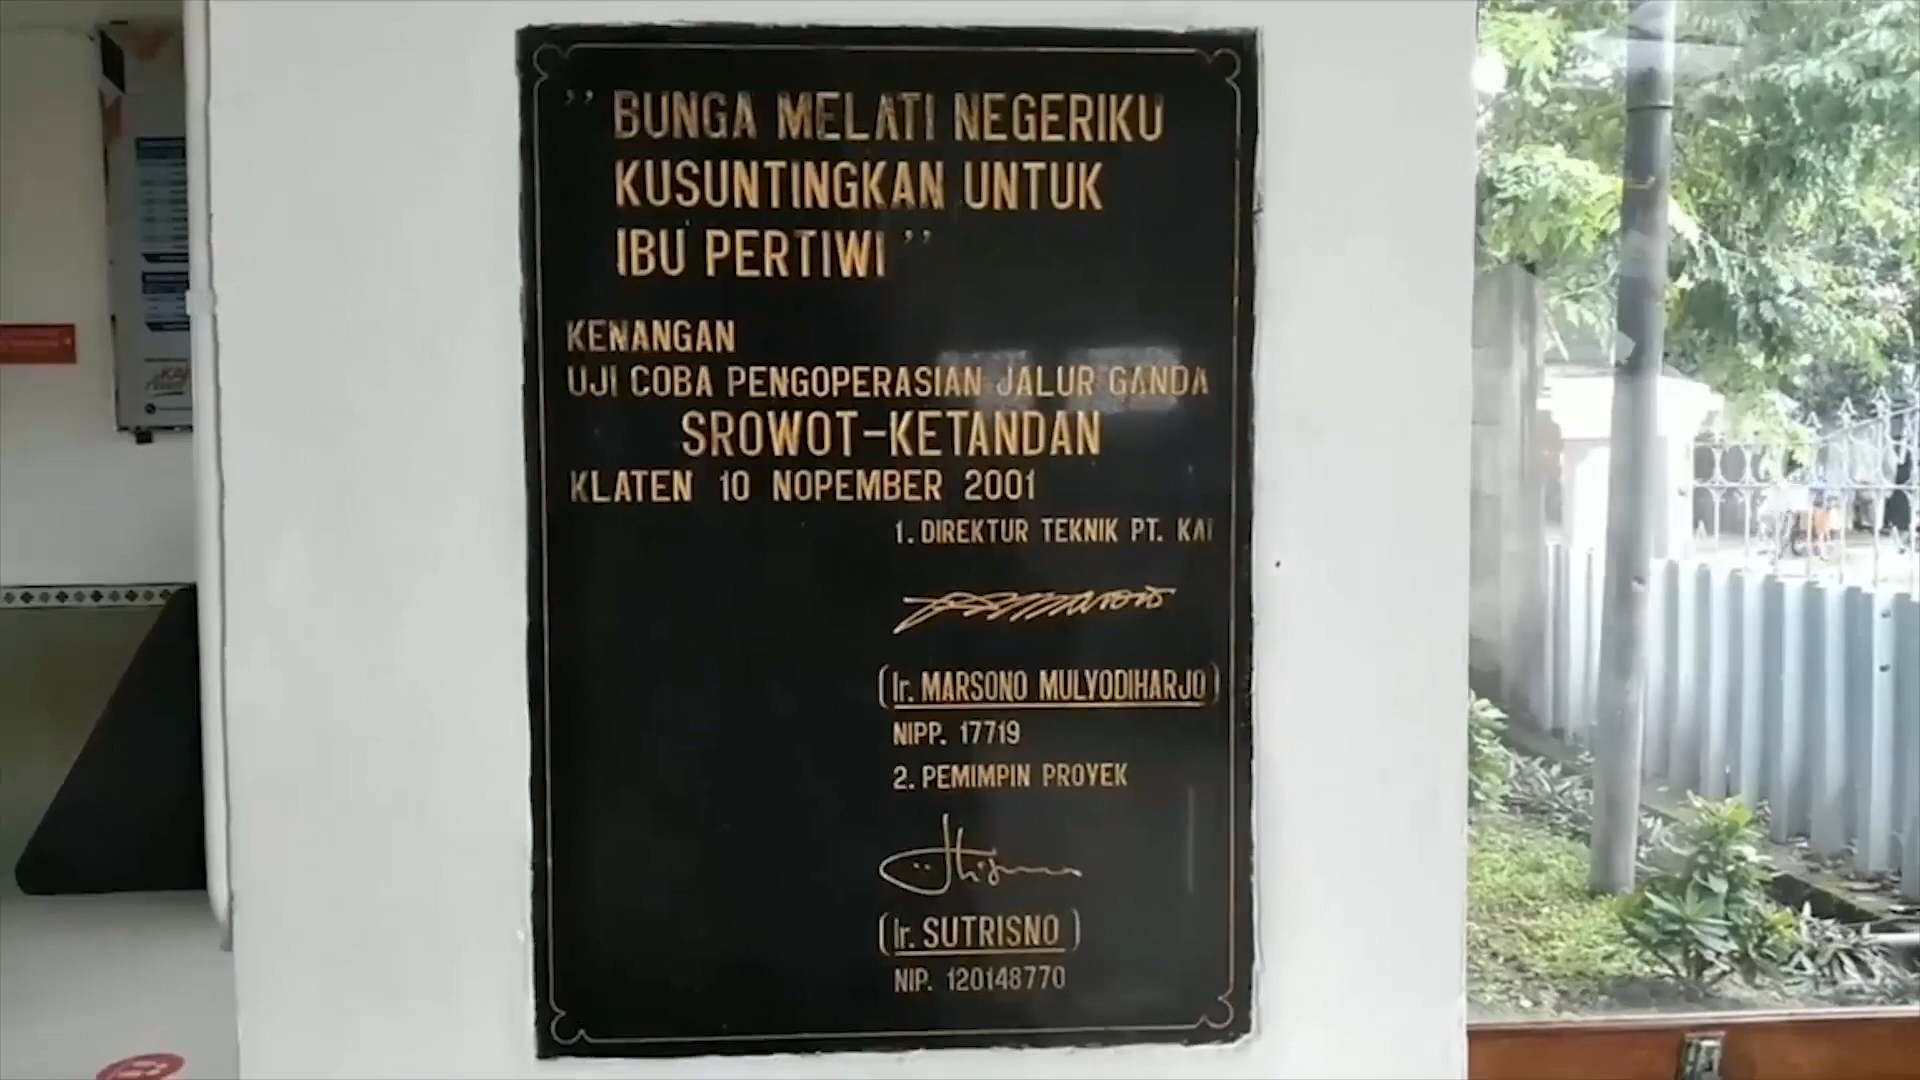 ’’ BUNGA MELATI NEGERIKU
KUSUNTINGKAN UNTUK
IBU PERTIWI ’’
KENANGAN
UJI COBA PENGOPERASIAN JALUR GANDA
SROWOT-KETANDAN
KLATEN 10 NOPEMBER 2001
1. DIREKTUR TEKNIK PT. KAI
(Ir. MARSONO MULYODIHARJO)
NIPP. 17719
2. PEMIMPIN PROYEK
(Ir. SUTRISNO)
NIP. 120148770